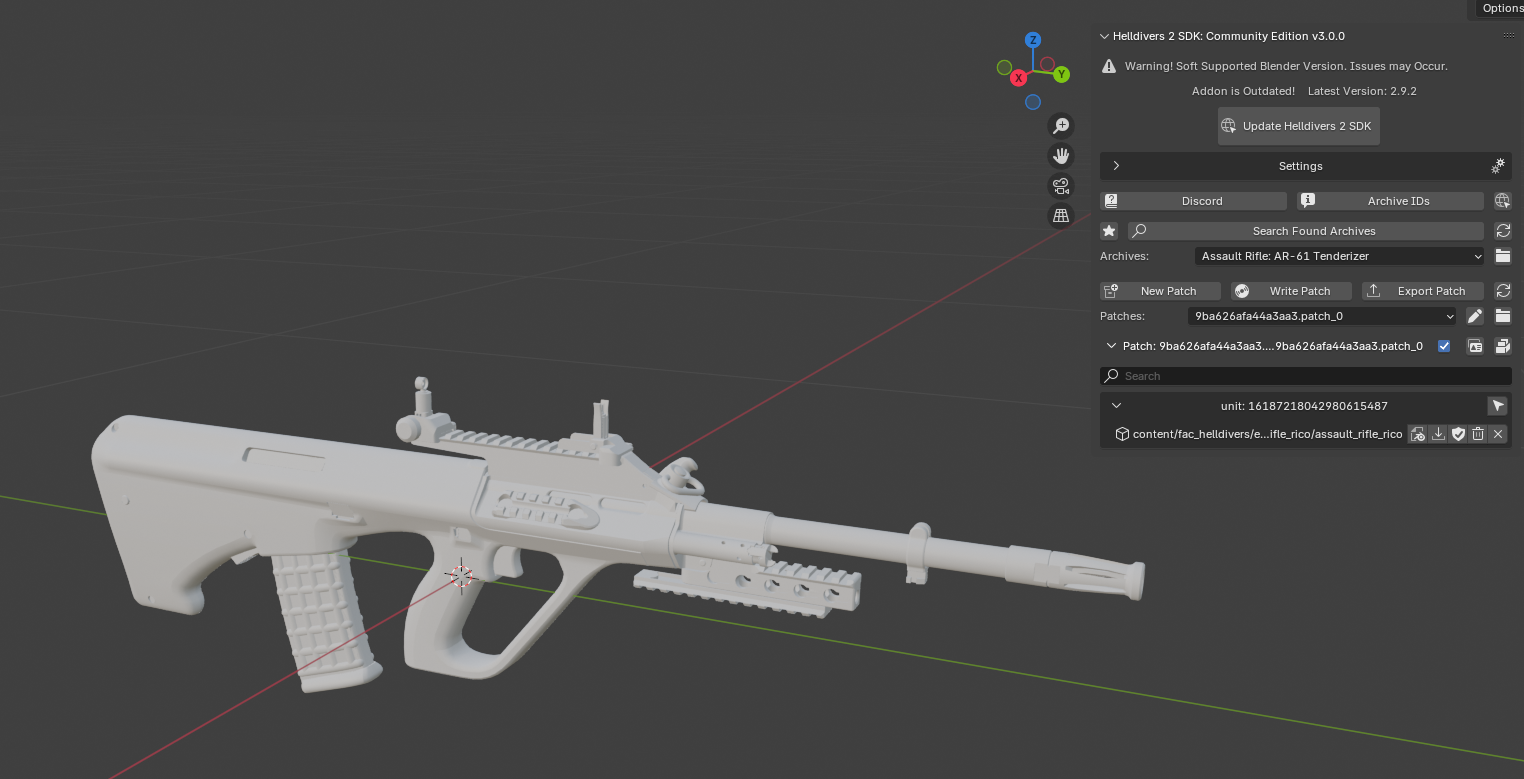 Options
Helldivers 2 SDK: Community Edition v3.0.0
Warning! Soft Supported Blender Version. Issues may Occur.
Addon is Outdated! Latest Version: 2.9.2
Update Helldivers 2 SDK
Settings
Discord Archive IDs
Search Found Archives
Archives: Assault Rifle: AR-61 Tenderizer
New Patch Write Patch Export Patch
Patches: 9ba626afa44a3aa3.patch_0
Patch: 9ba626afa44a3aa3....9ba626afa44a3aa3.patch_0
Search
unit: 16187218042980615487
content/fac_helldivers/e...ifle_rico/assault_rifle_rico
Z
X
Y